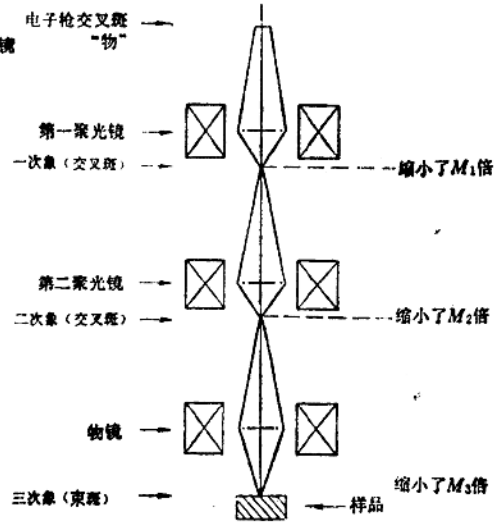 电子枪交叉斑
镜
“物”
第一聚光镜
一次象（交叉斑）
缩小了M₁倍
第二聚光镜
二次象（交叉斑）
缩小了M₂倍
物镜
缩小了M₃倍
三次象（束斑）
样品